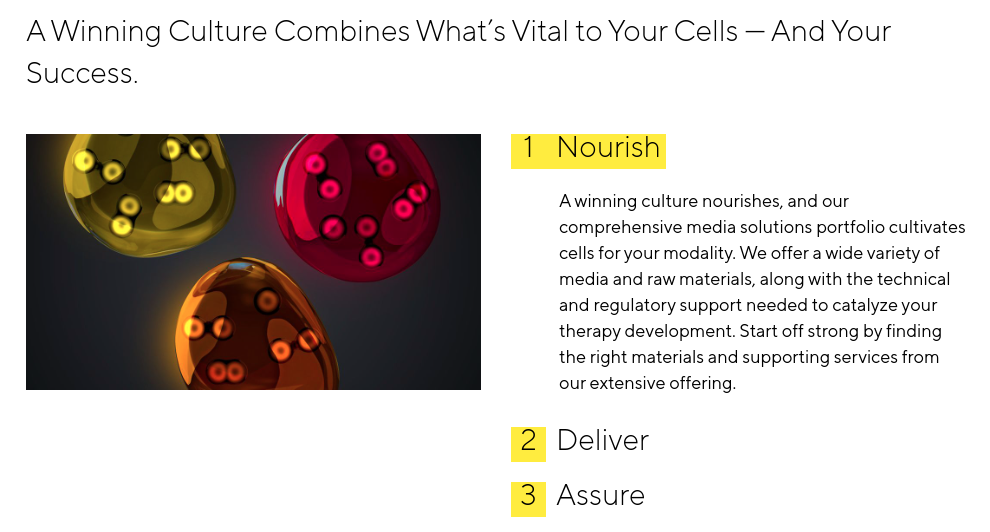 A Winning Culture Combines What’s Vital to Your Cells — And Your
Success.
1 Nourish
A winning culture nourishes, and our
comprehensive media solutions portfolio cultivates
cells for your modality. We offer a wide variety of
media and raw materials, along with the technical
and regulatory support needed to catalyze your
therapy development. Start off strong by finding
the right materials and supporting services from
our extensive offering.
2 Deliver
3 Assure